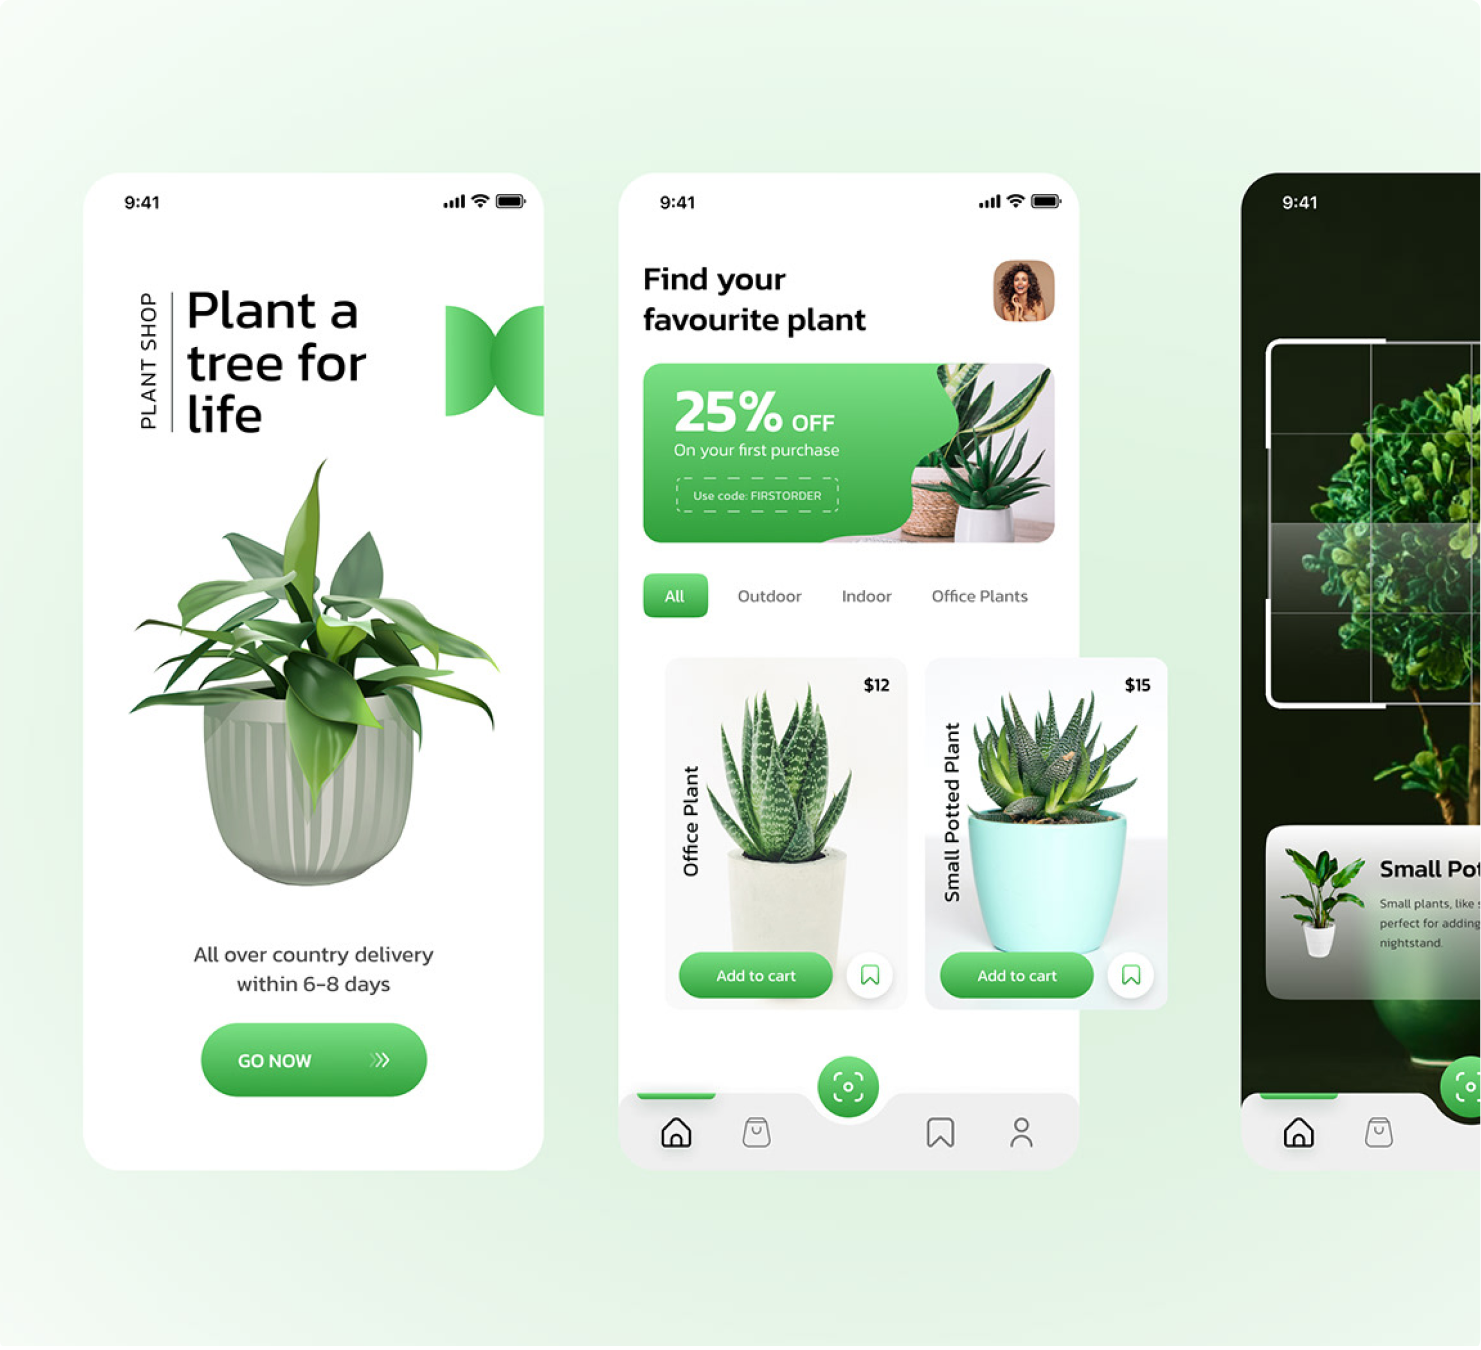 9:41
PLANT SHOP
Plant a
tree for
life
All over country delivery
within 6-8 days
GO NOW
9:41
Find your
favourite plant
25% OFF
On your first purchase
Use code: FIRSTORDER
All
Outdoor
Indoor
Office Plants
$12
Office Plant
Add to cart
$15
Small Potted Plant
Add to cart
9:41
Small
Small plants, like
perfect for adding
nightstand.